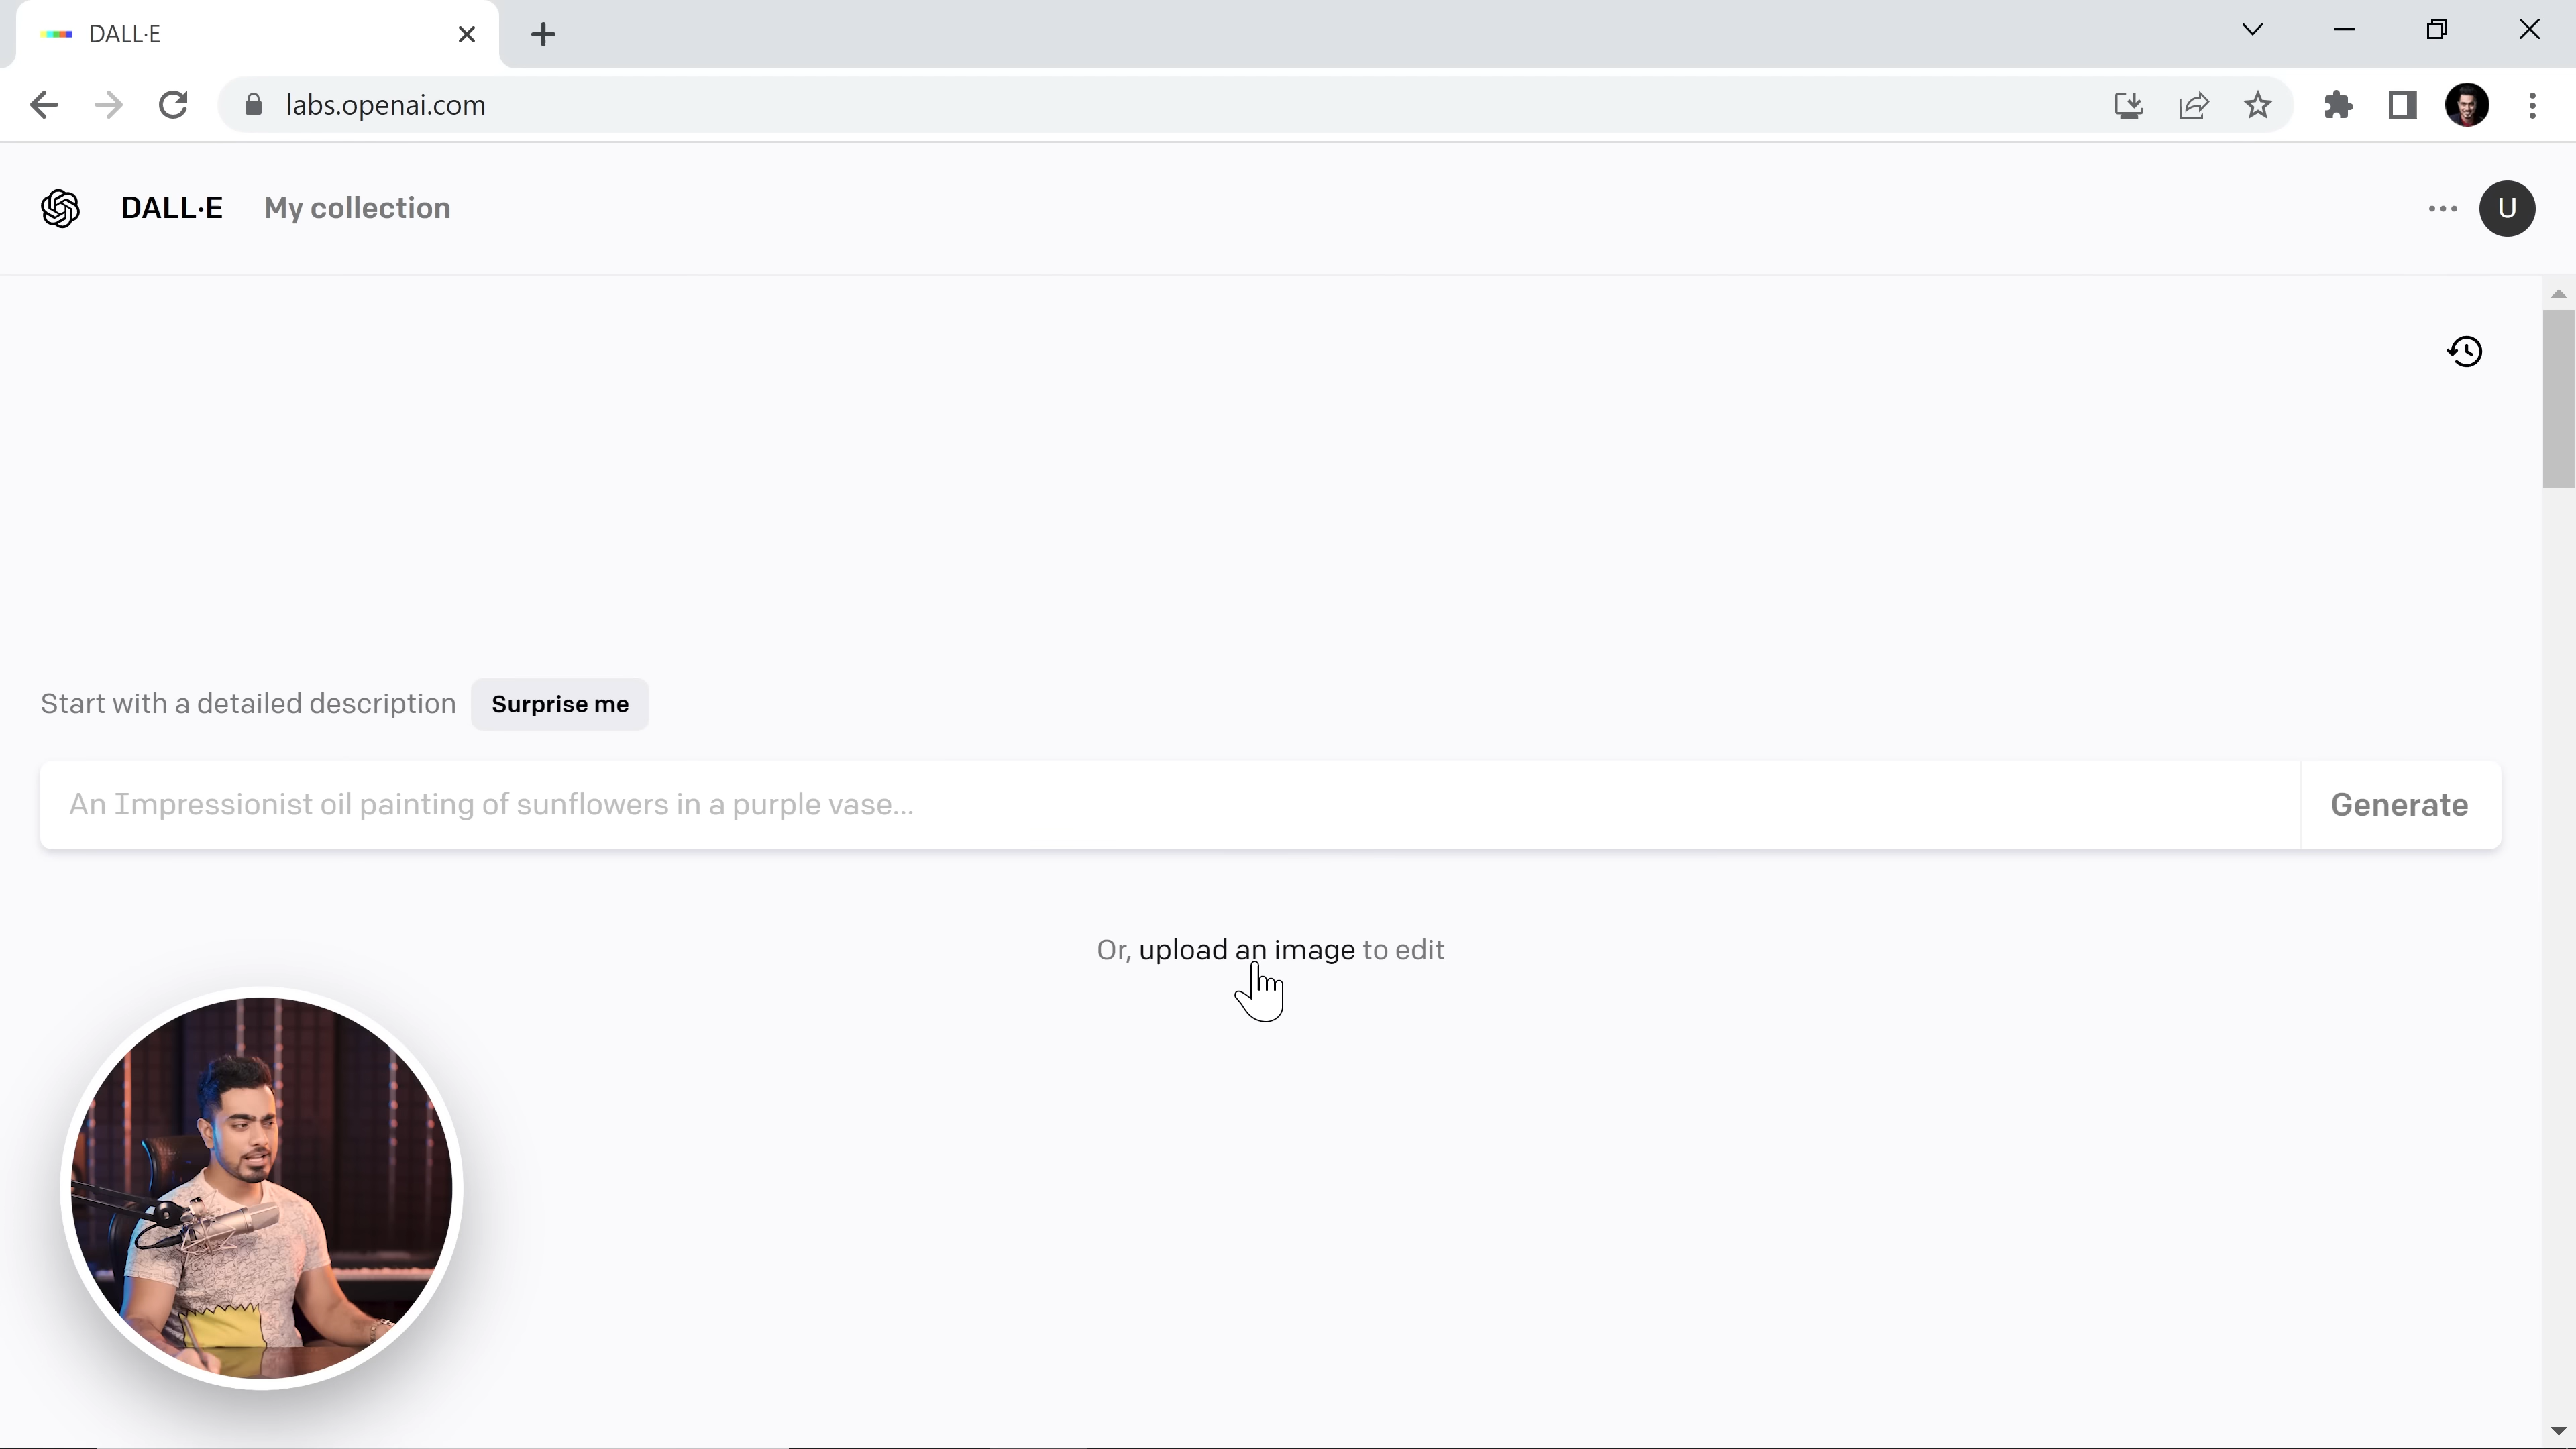 DALL·E
labs.openai.com
DALL·E My collection
U
Start with a detailed description Surprise me
An Impressionist oil painting of sunflowers in a purple vase... Generate
Or, upload an image to edit